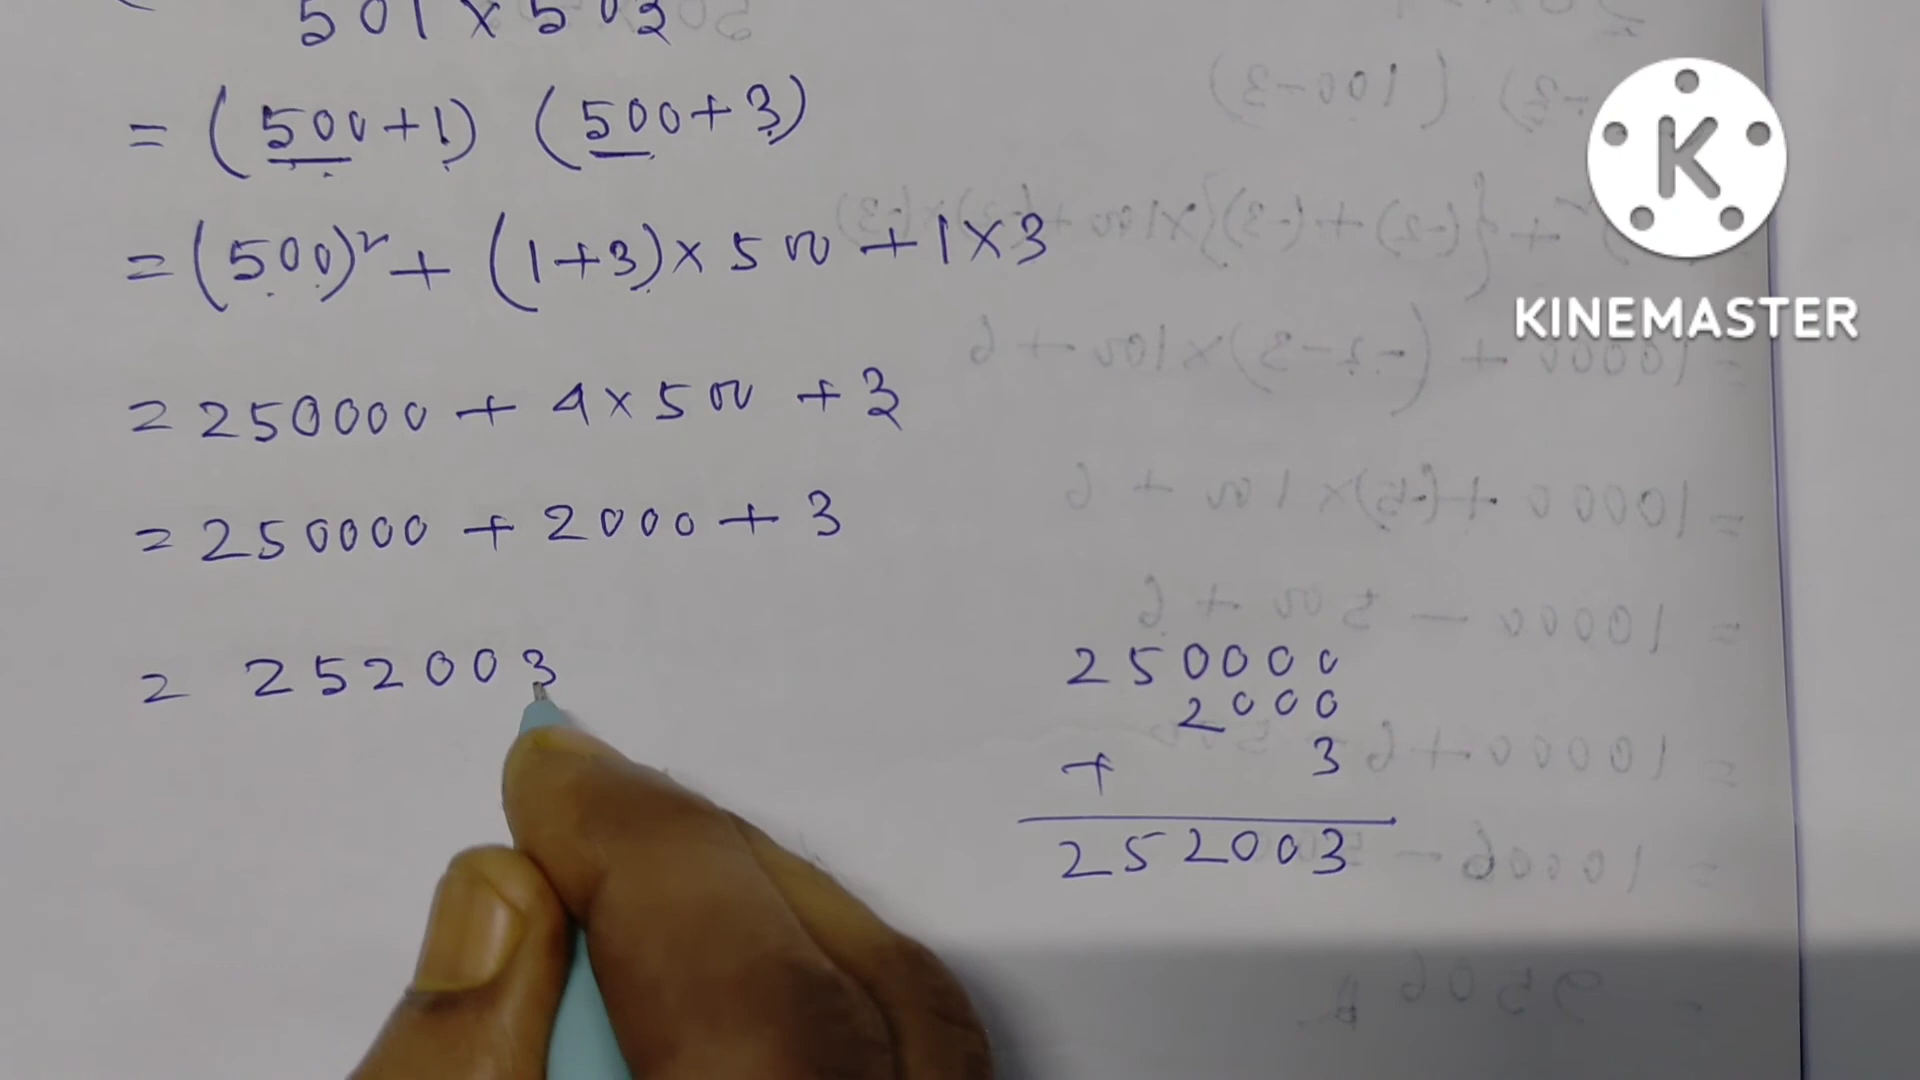 501 × 503
= (500+1) (500+3)
= (500)² + (1+3) × 500 + 1 × 3
= 250000 + 4 × 500 + 3
= 250000 + 2000 + 3
= 252003
250000
2000
+ 3
252003
KINEMASTER